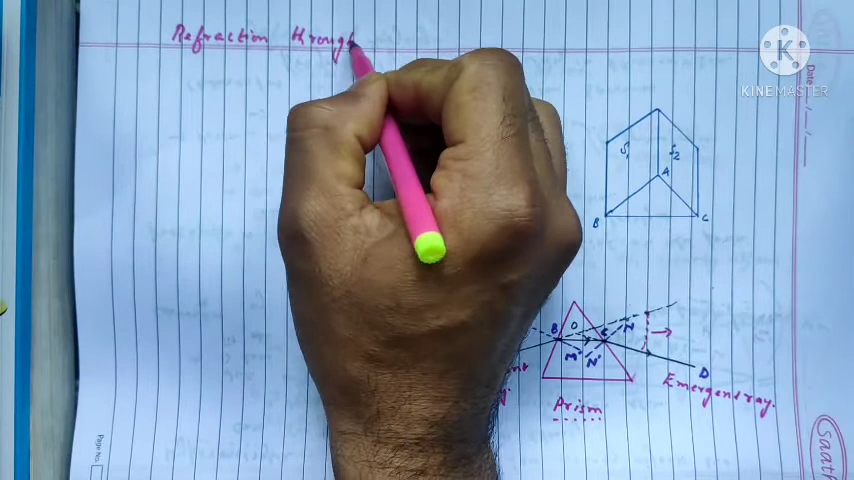 Refraction through
KINEMASTER
Date
S1 S2
A
B C
B O C N
M' N'
D
Emergent ray.
Prism
Page No.